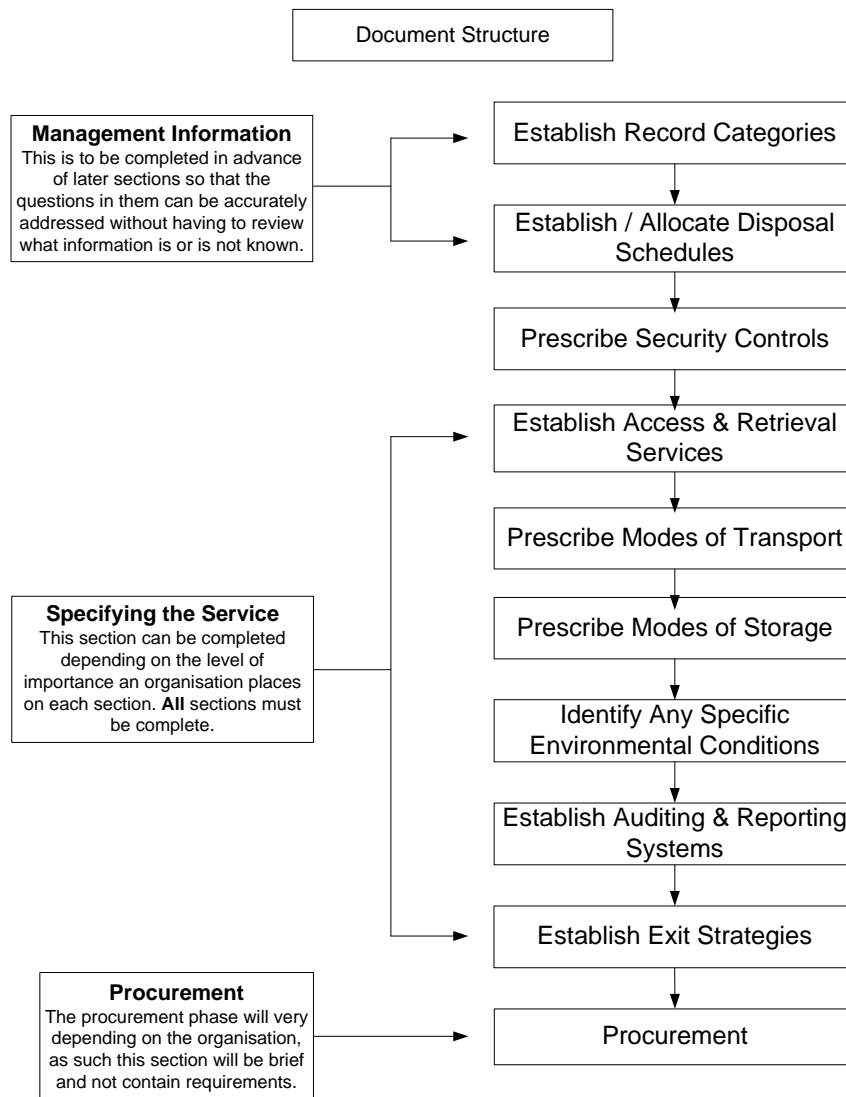 Document Structure
Management Information
This is to be completed in advance
of later sections so that the
questions in them can be accurately
addressed without having to review
what information is or is not known.
Establish Record Categories
Establish / Allocate Disposal
Schedules
Prescribe Security Controls
Specifying the Service
This section can be completed
depending on the level of
importance an organisation places
on each section. All sections must
be complete.
Establish Access & Retrieval
Services
Prescribe Modes of Transport
Prescribe Modes of Storage
Identify Any Specific
Environmental Conditions
Establish Auditing & Reporting
Systems
Establish Exit Strategies
Procurement
The procurement phase will very
depending on the organisation,
as such this section will be brief
and not contain requirements.
Procurement